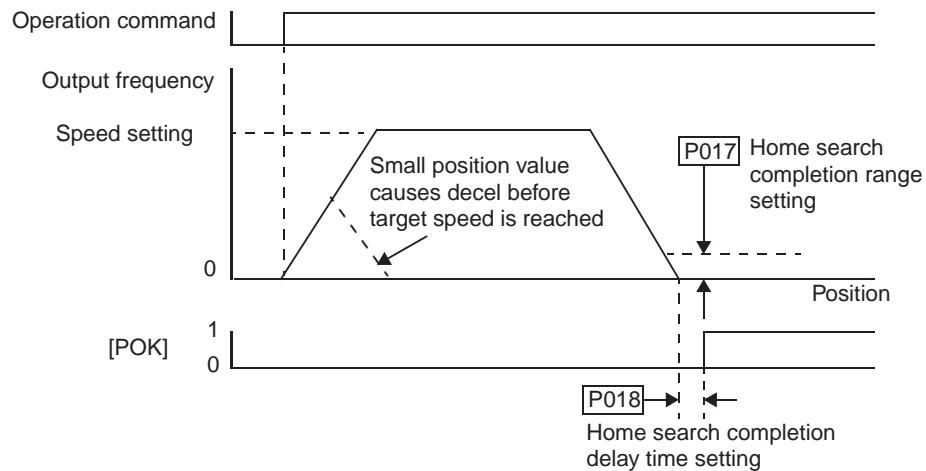 Operation command
Output frequency
Speed setting
Small position value
causes decel before
target speed is reached
P017
Home search
completion range
setting
0
Position
[POK]
1
0
P018
Home search completion
delay time setting